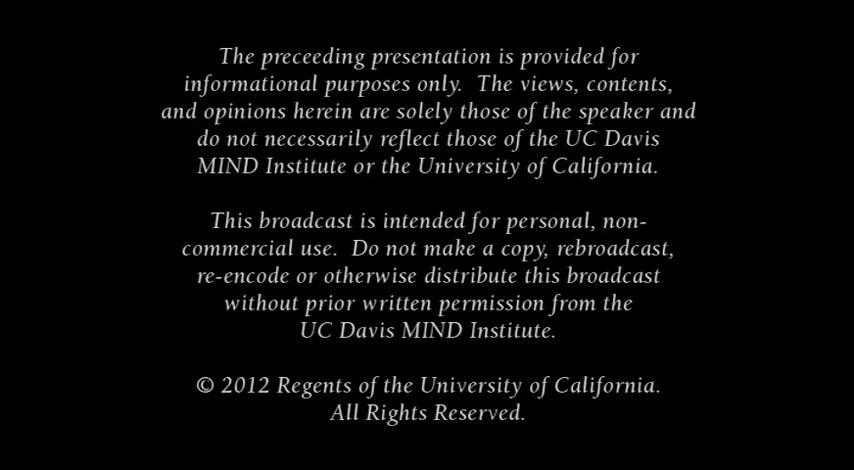 The preceeding presentation is provided for
informational purposes only.  The views, contents,
and opinions herein are solely those of the speaker and
do not necessarily reflect those of the UC Davis
MIND Institute or the University of California.
This broadcast is intended for personal, non-
commercial use.  Do not make a copy, rebroadcast,
re-encode or otherwise distribute this broadcast
without prior written permission from the
UC Davis MIND Institute.
© 2012 Regents of the University of California.
All Rights Reserved.